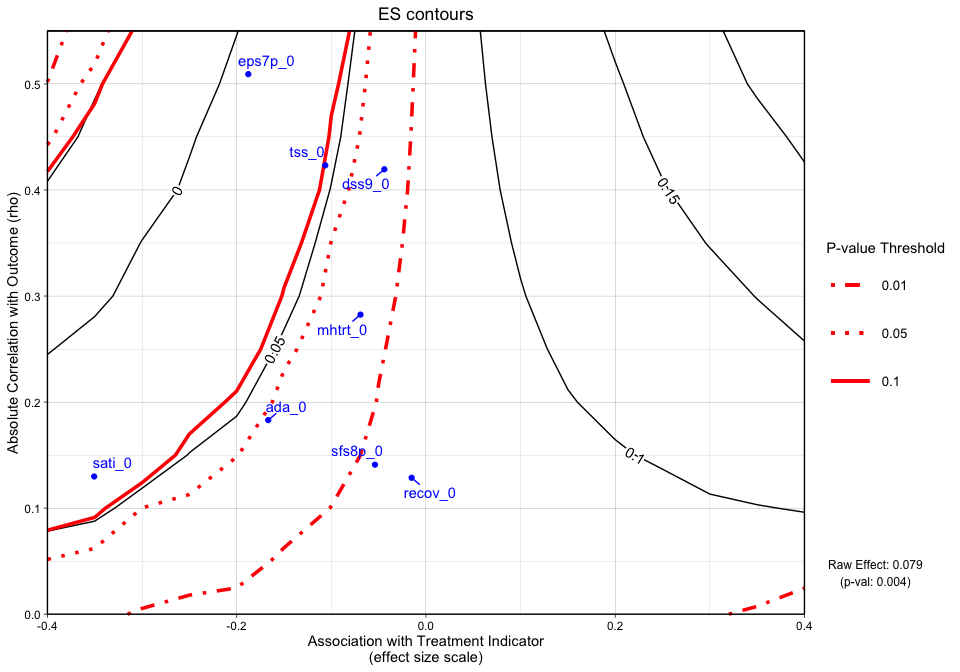 ES contours
Absolute Correlation with Outcome (rho)
0.5
0.4
0.3
0.2
0.1
0.0
eps7p_0
tss_0
dss9_0
mhtrt_0
ada_0
sfs8p_0
sati_0
recov_0
0
0.05
0.15
0.1
-0.4
-0.2
0.0
0.2
0.4
Association with Treatment Indicator
(effect size scale)
P-value Threshold
0.01
0.05
0.1
Raw Effect: 0.079
(p-val: 0.004)